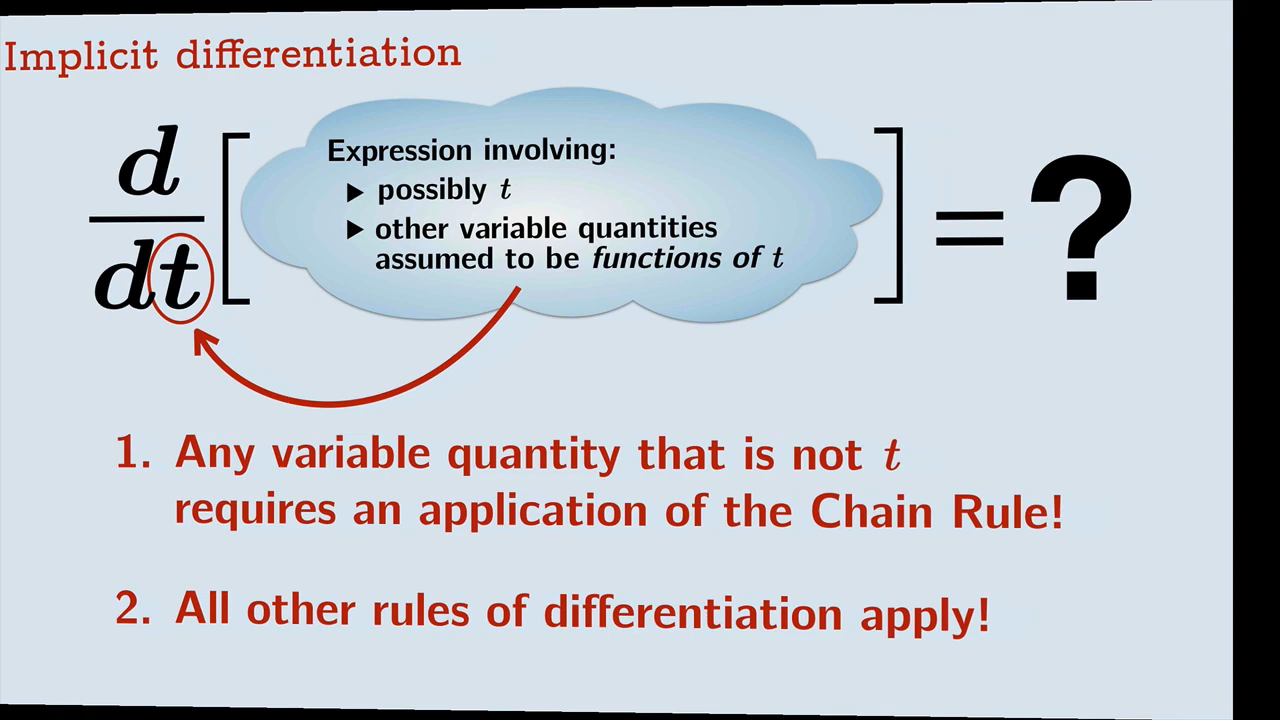 Implicit differentiation
d/dt [ Expression involving:
▶ possibly t
▶ other variable quantities
assumed to be functions of t ] = ?
1. Any variable quantity that is not t
requires an application of the Chain Rule!
2. All other rules of differentiation apply!